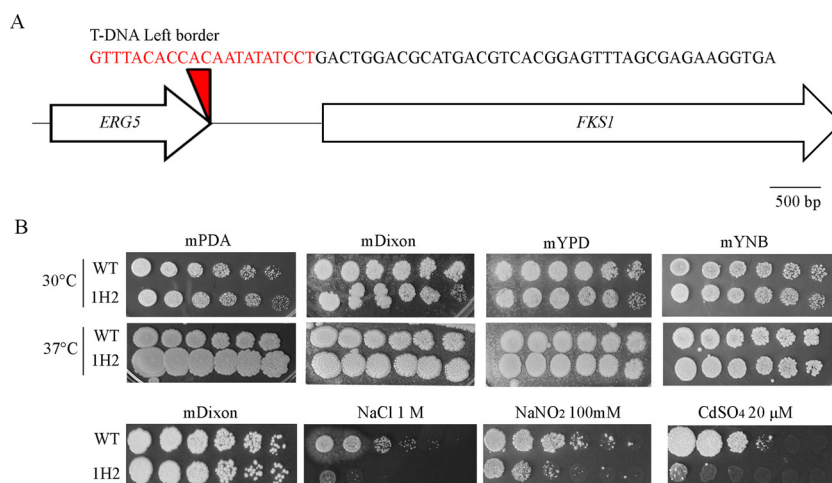 A
T-DNA Left border
GTTTACACCACAATATATCCTGACTGGACGCATGACGTCACGGAGTTTAGCGAGAAGGTGA
ERG5
FKS1
500 bp
B
mPDA mDixon mYPD mYNB
30°C WT
1H2
37°C WT
1H2
mDixon NaCl 1 M NaNO2 100mM CdSO4 20 µM
WT
1H2